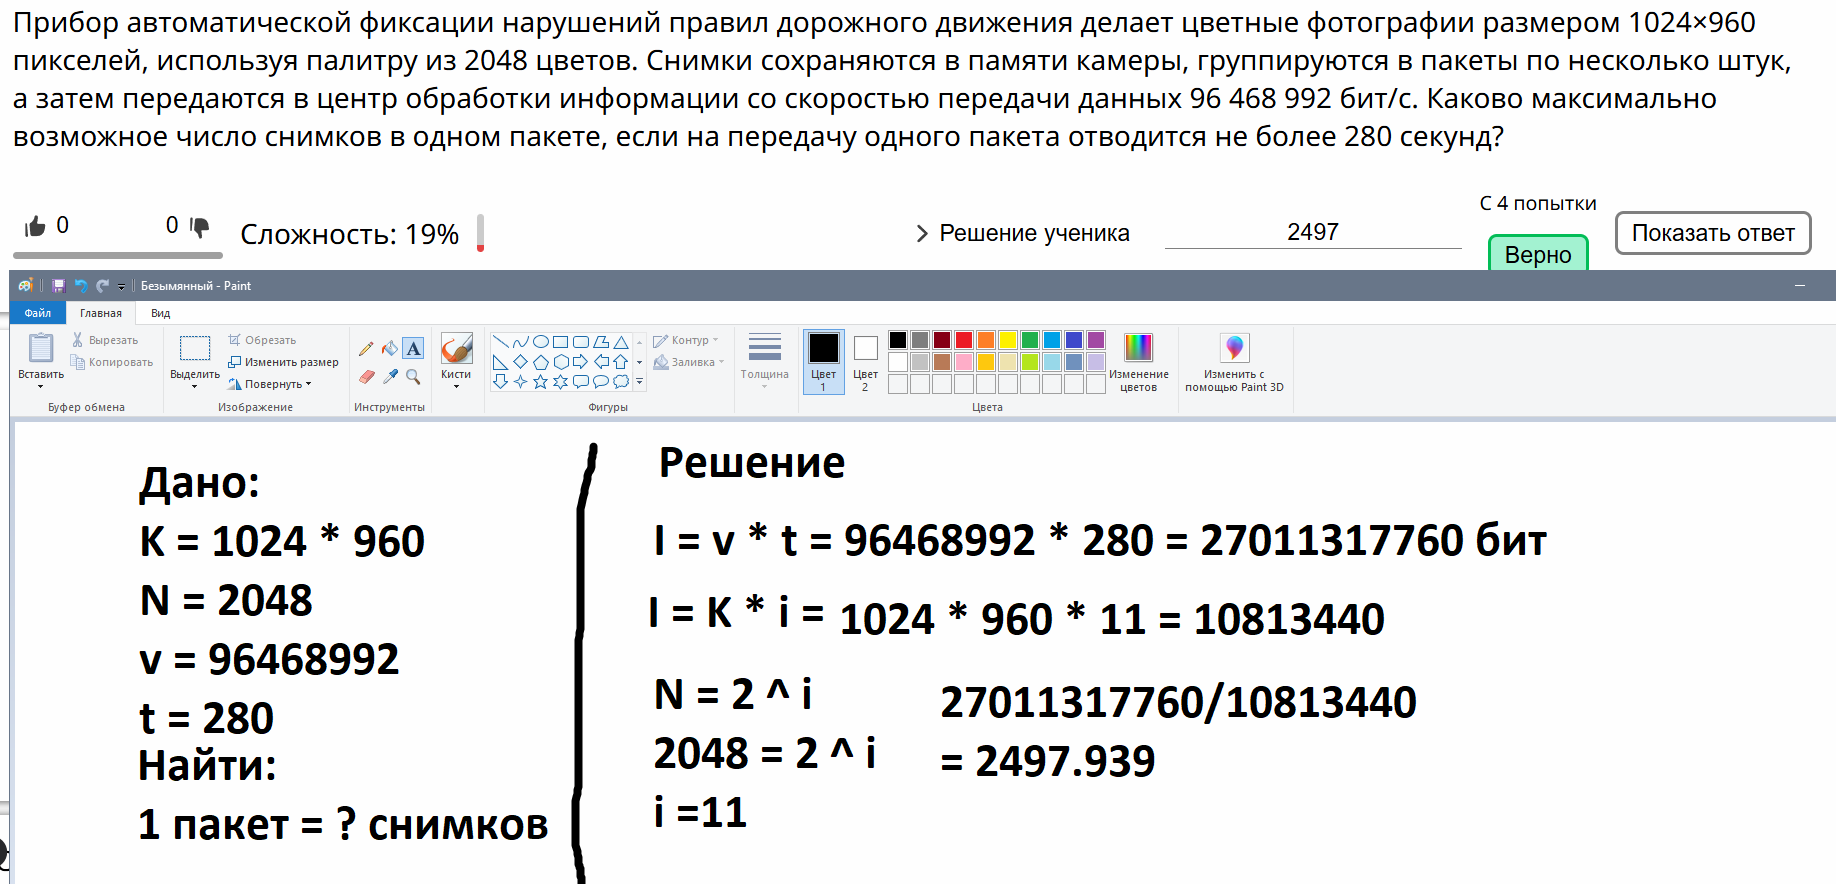 Прибор автоматической фиксации нарушений правил дорожного движения делает цветные фотографии размером 1024×960
пикселей, используя палитру из 2048 цветов. Снимки сохраняются в памяти камеры, группируются в пакеты по несколько штук,
а затем передаются в центр обработки информации со скоростью передачи данных 96 468 992 бит/с. Каково максимально
возможное число снимков в одном пакете, если на передачу одного пакета отводится не более 280 секунд?
С 4 попытки
0 0 Сложность: 19% Решение ученика 2497 Показать ответ
Верно
Безымянный - Paint
Файл Главная Вид
Вставить
Вырезать
Копировать
Буфер обмена
Выделить
Обрезать
Изменить размер
Повернуть
Изображение
A
Инструменты
Кисти
Контур
Заливка
Фигуры
Толщина
Цвет
1
Цвет
2
Изменение
цветов
Цвета
Изменить с
помощью Paint 3D
Дано:
K = 1024 * 960
N = 2048
v = 96468992
t = 280
Найти:
1 пакет = ? снимков
Решение
I = v * t = 96468992 * 280 = 27011317760 бит
I = K * i = 1024 * 960 * 11 = 10813440
N = 2 ^ i
2048 = 2 ^ i
i =11
27011317760/10813440
= 2497.939